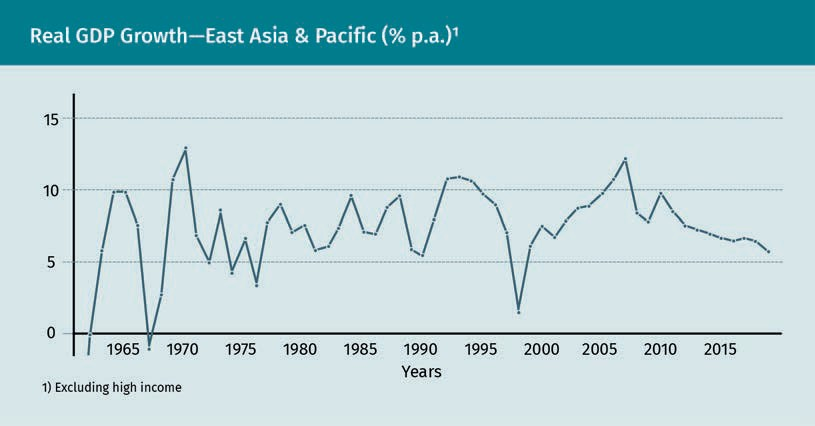 Real GDP Growth—East Asia & Pacific (% p.a.)¹
15
10
5
0
1965 1970 1975 1980 1985 1990 1995 2000 2005 2010 2015
Years
1) Excluding high income